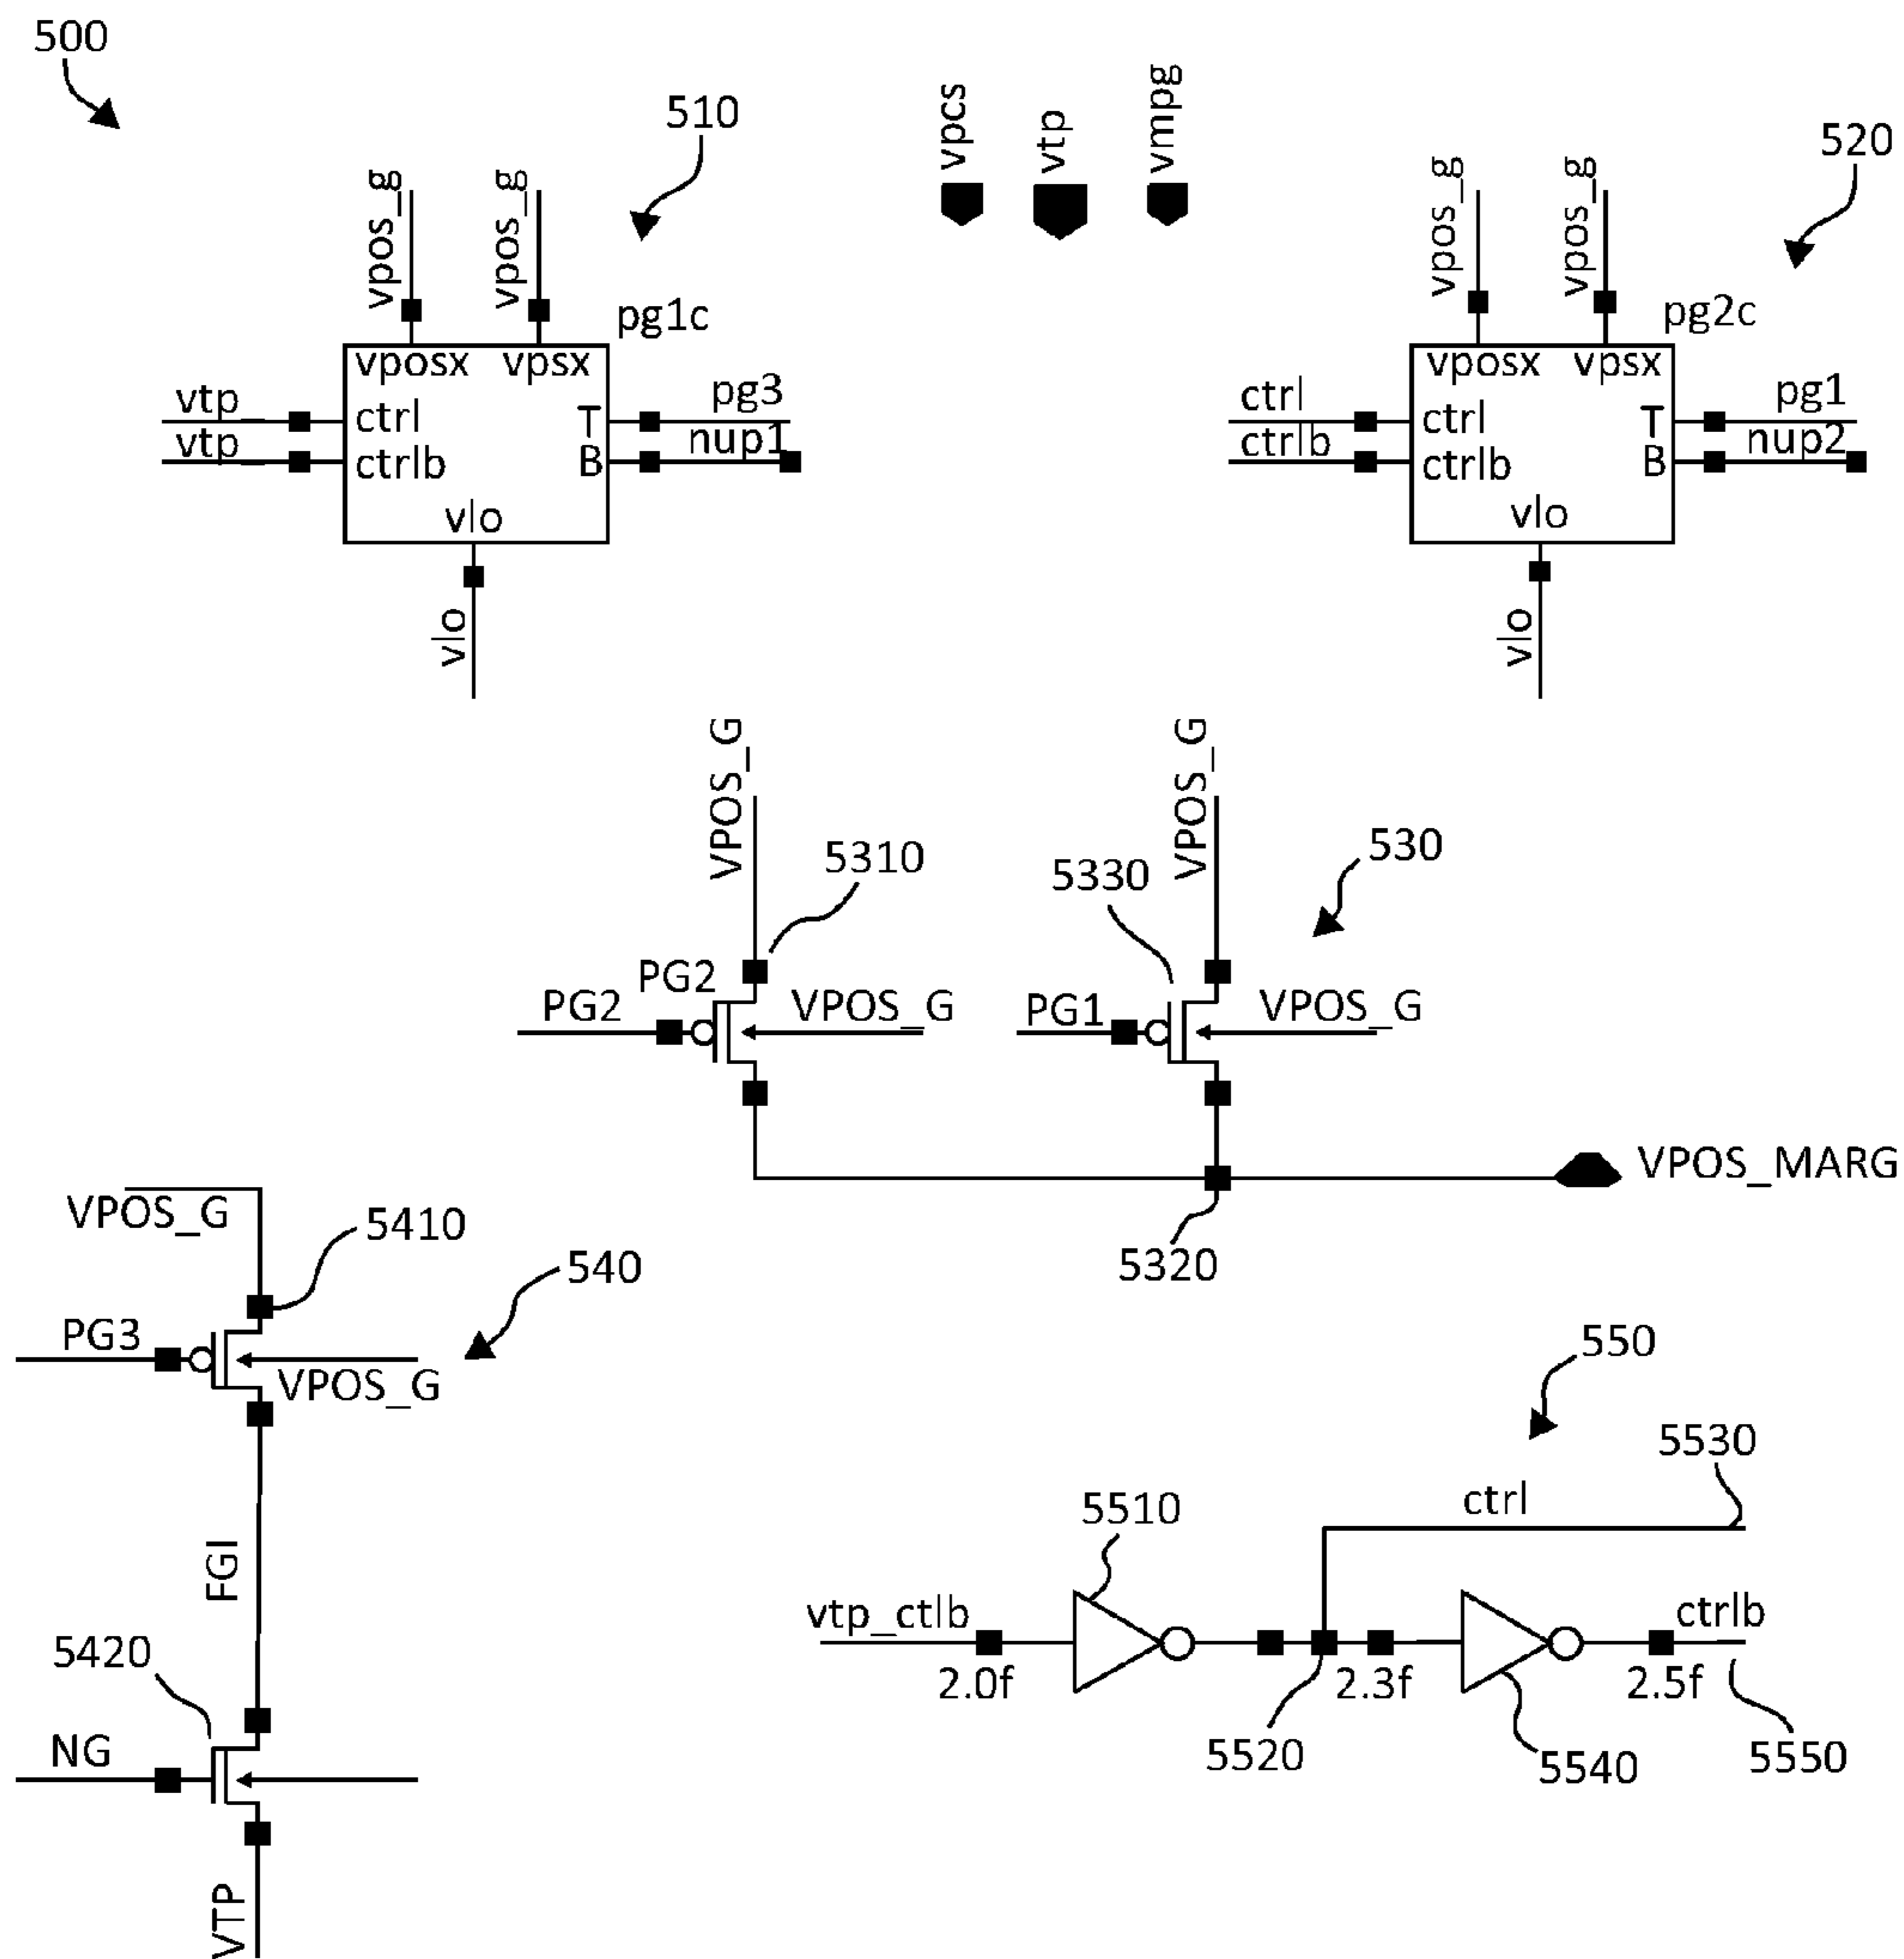 500
510
vpcs
vtp
vmpg
520
vpos_g
vpos_g
pg1c
vposx
vpsx
vtp
ctrl
T
pg3
vtp
ctrlb
B
nup1
vlo
vlo
vpos_g
vpos_g
pg2c
vposx
vpsx
ctrl
ctrl
T
pg1
ctrlb
ctrlb
B
nup2
vlo
vlo
VPOS_G
VPOS_G
5310
5330
530
PG2
PG2
VPOS_G
PG1
VPOS_G
VPOS_MARG
5320
VPOS_G
5410
540
PG3
VPOS_G
FGI
5420
NG
VTP
550
5530
ctrl
5510
vtp_ctlb
ctrlb
2.0f
2.3f
2.5f
5520
5540
5550